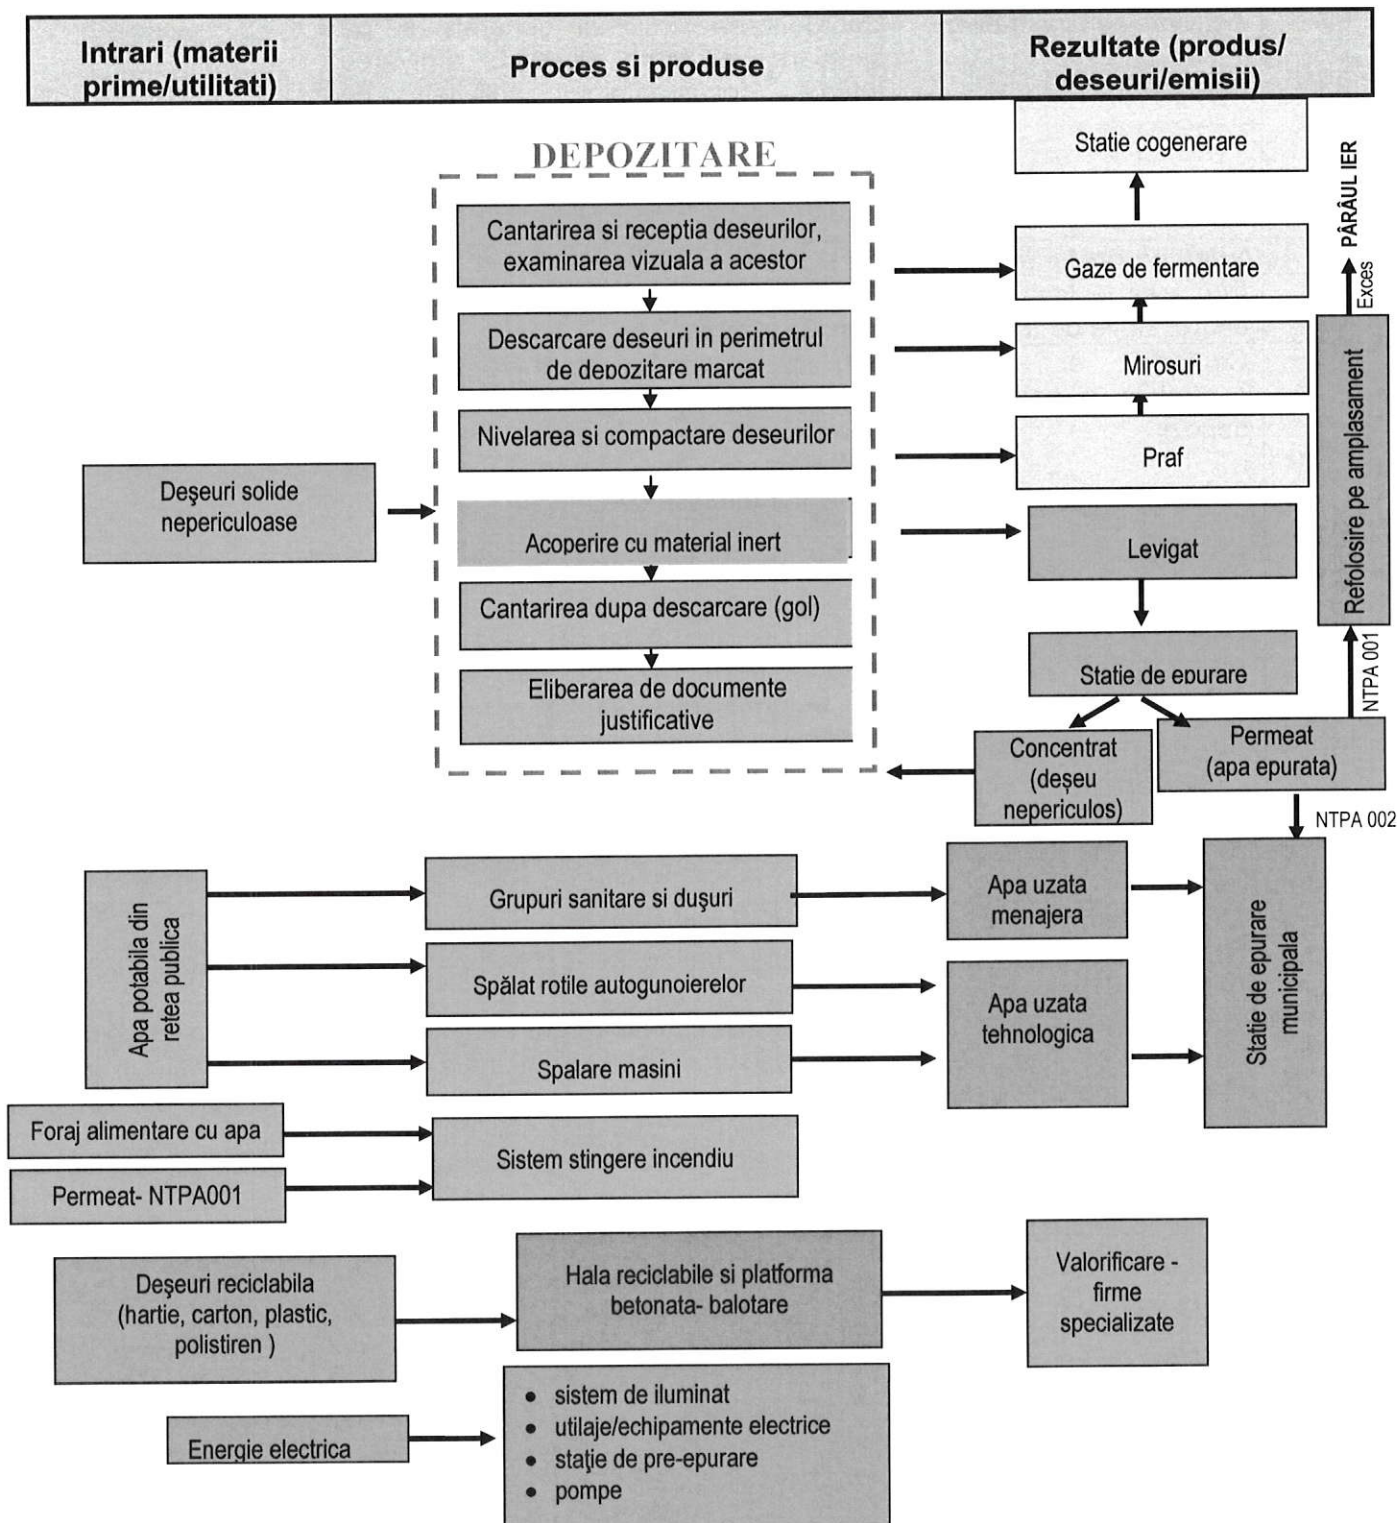 Intrari (materii
prime/utilitati)
Proces si produse
Rezultate (produs/
deseuri/emisii)
DEPOZITARE
Cantarirea si receptia deseurilor,
examinarea vizuala a acestor
Descarcare deseuri in perimetrul
de depozitare marcat
Nivelarea si compactare deseurilor
Acoperire cu material inert
Cantarirea dupa descarcare (gol)
Eliberarea de documente
justificative
Deşeuri solide
nepericuloase
Statie cogenerare
Gaze de fermentare
Mirosuri
Praf
Levigat
Statie de epurare
Concentrat
(deșeu
nepericulos)
Permeat
(apa epurata)
NTPA 001
Refolosire pe amplasament
Exces
PÂRÂUL IER
NTPA 002
Apa potabila din
retea publica
Grupuri sanitare si duşuri
Spălat rotile autogunoierelor
Spalare masini
Apa uzata
menajera
Apa uzata
tehnologica
Statie de epurare
municipala
Foraj alimentare cu apa
Permeat- NTPA001
Sistem stingere incendiu
Deşeuri reciclabila
(hartie, carton, plastic,
polistiren )
Hala reciclabile si platforma
betonata- balotare
Valorificare -
firme
specializate
Energie electrica
• sistem de iluminat
• utilaje/echipamente electrice
• staţie de pre-epurare
• pompe